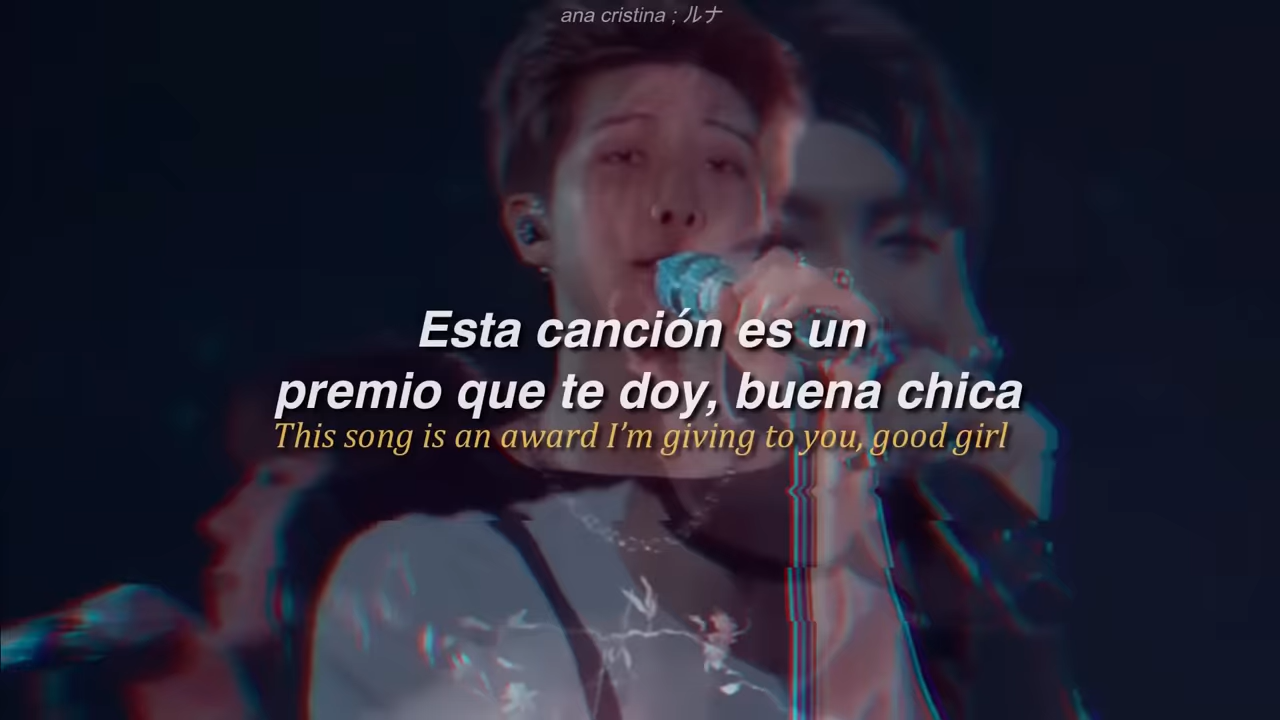 ana cristina ; ルナ
Esta canción es un
premio que te doy, buena chica
This song is an award I’m giving to you, good girl